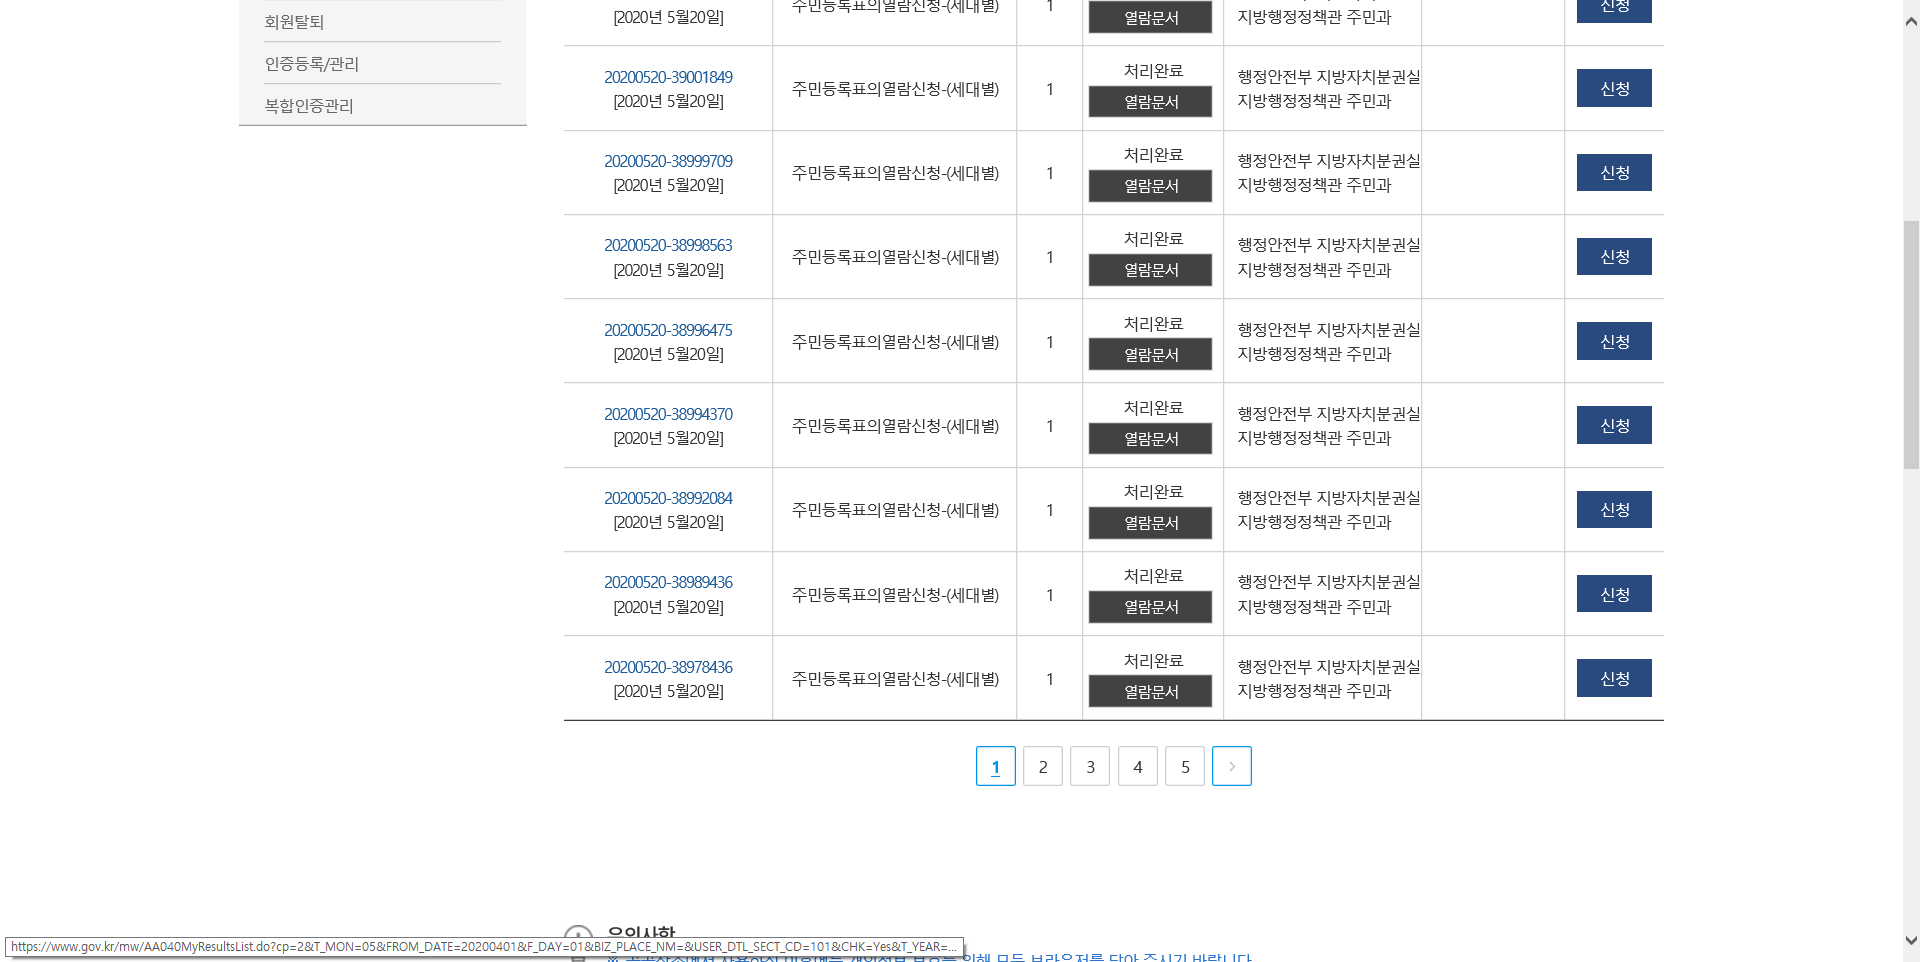 회원탈퇴
인증등록/관리
복합인증관리
[2020년 5월20일]
주민등록표의열람신청-(세대별)
1
열람문서
지방행정정책관 주민과
신청
20200520-39001849
[2020년 5월20일]
주민등록표의열람신청-(세대별)
1
처리완료
열람문서
행정안전부 지방자치분권실
지방행정정책관 주민과
신청
20200520-38999709
[2020년 5월20일]
주민등록표의열람신청-(세대별)
1
처리완료
열람문서
행정안전부 지방자치분권실
지방행정정책관 주민과
신청
20200520-38998563
[2020년 5월20일]
주민등록표의열람신청-(세대별)
1
처리완료
열람문서
행정안전부 지방자치분권실
지방행정정책관 주민과
신청
20200520-38996475
[2020년 5월20일]
주민등록표의열람신청-(세대별)
1
처리완료
열람문서
행정안전부 지방자치분권실
지방행정정책관 주민과
신청
20200520-38994370
[2020년 5월20일]
주민등록표의열람신청-(세대별)
1
처리완료
열람문서
행정안전부 지방자치분권실
지방행정정책관 주민과
신청
20200520-38992084
[2020년 5월20일]
주민등록표의열람신청-(세대별)
1
처리완료
열람문서
행정안전부 지방자치분권실
지방행정정책관 주민과
신청
20200520-38989436
[2020년 5월20일]
주민등록표의열람신청-(세대별)
1
처리완료
열람문서
행정안전부 지방자치분권실
지방행정정책관 주민과
신청
20200520-38978436
[2020년 5월20일]
주민등록표의열람신청-(세대별)
1
처리완료
열람문서
행정안전부 지방자치분권실
지방행정정책관 주민과
신청
1 2 3 4 5 >
유의사항
https://www.gov.kr/mw/AA040MyResultsList.do?cp=2&T_MON=05&FROM_DATE=20200401&F_DAY=01&BIZ_PLACE_NM=&USER_DTL_SECT_CD=101&CHK=Yes&T_YEAR=...